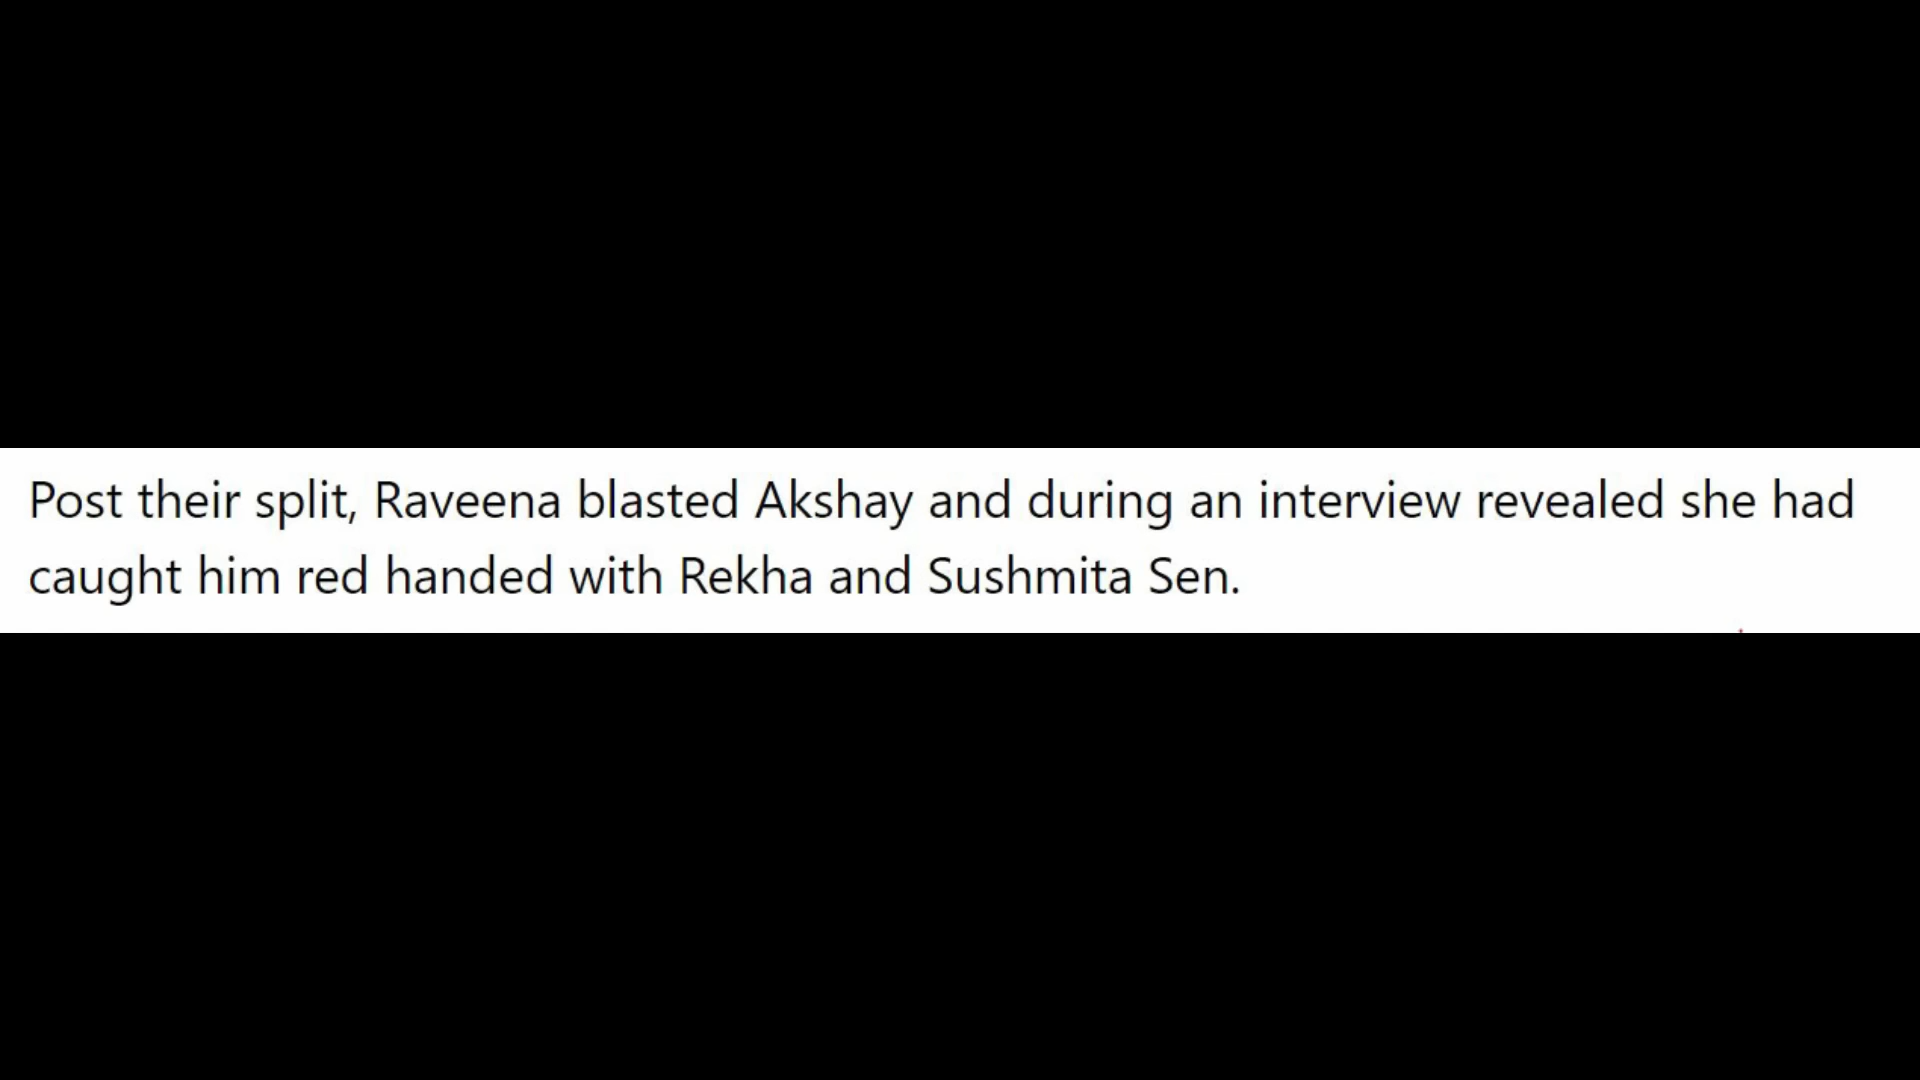 Post their split, Raveena blasted Akshay and during an interview revealed she had
caught him red handed with Rekha and Sushmita Sen.